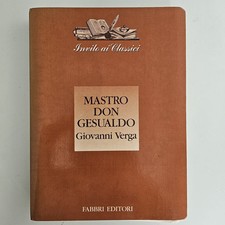 Invito ai Classici
MASTRO
DON
GESUALDO
Giovanni Verga
FABBRI EDITORI